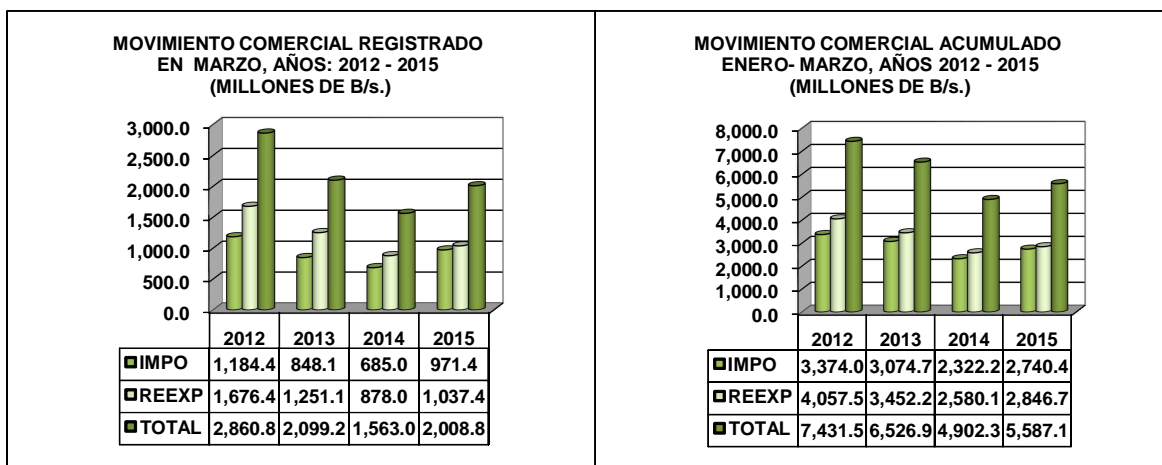 MOVIMIENTO COMERCIAL REGISTRADO
EN MARZO, AÑOS: 2012 - 2015
(MILLONES DE B/s.)
3,000.0
2,500.0
2,000.0
1,500.0
1,000.0
500.0
0.0
2012 2013 2014 2015
IMPO 1,184.4 848.1 685.0 971.4
REEXP 1,676.4 1,251.1 878.0 1,037.4
TOTAL 2,860.8 2,099.2 1,563.0 2,008.8
MOVIMIENTO COMERCIAL ACUMULADO
ENERO- MARZO, AÑOS 2012 - 2015
(MILLONES DE B/s.)
8,000.0
7,000.0
6,000.0
5,000.0
4,000.0
3,000.0
2,000.0
1,000.0
0.0
2012 2013 2014 2015
IMPO 3,374.0 3,074.7 2,322.2 2,740.4
REEXP 4,057.5 3,452.2 2,580.1 2,846.7
TOTAL 7,431.5 6,526.9 4,902.3 5,587.1